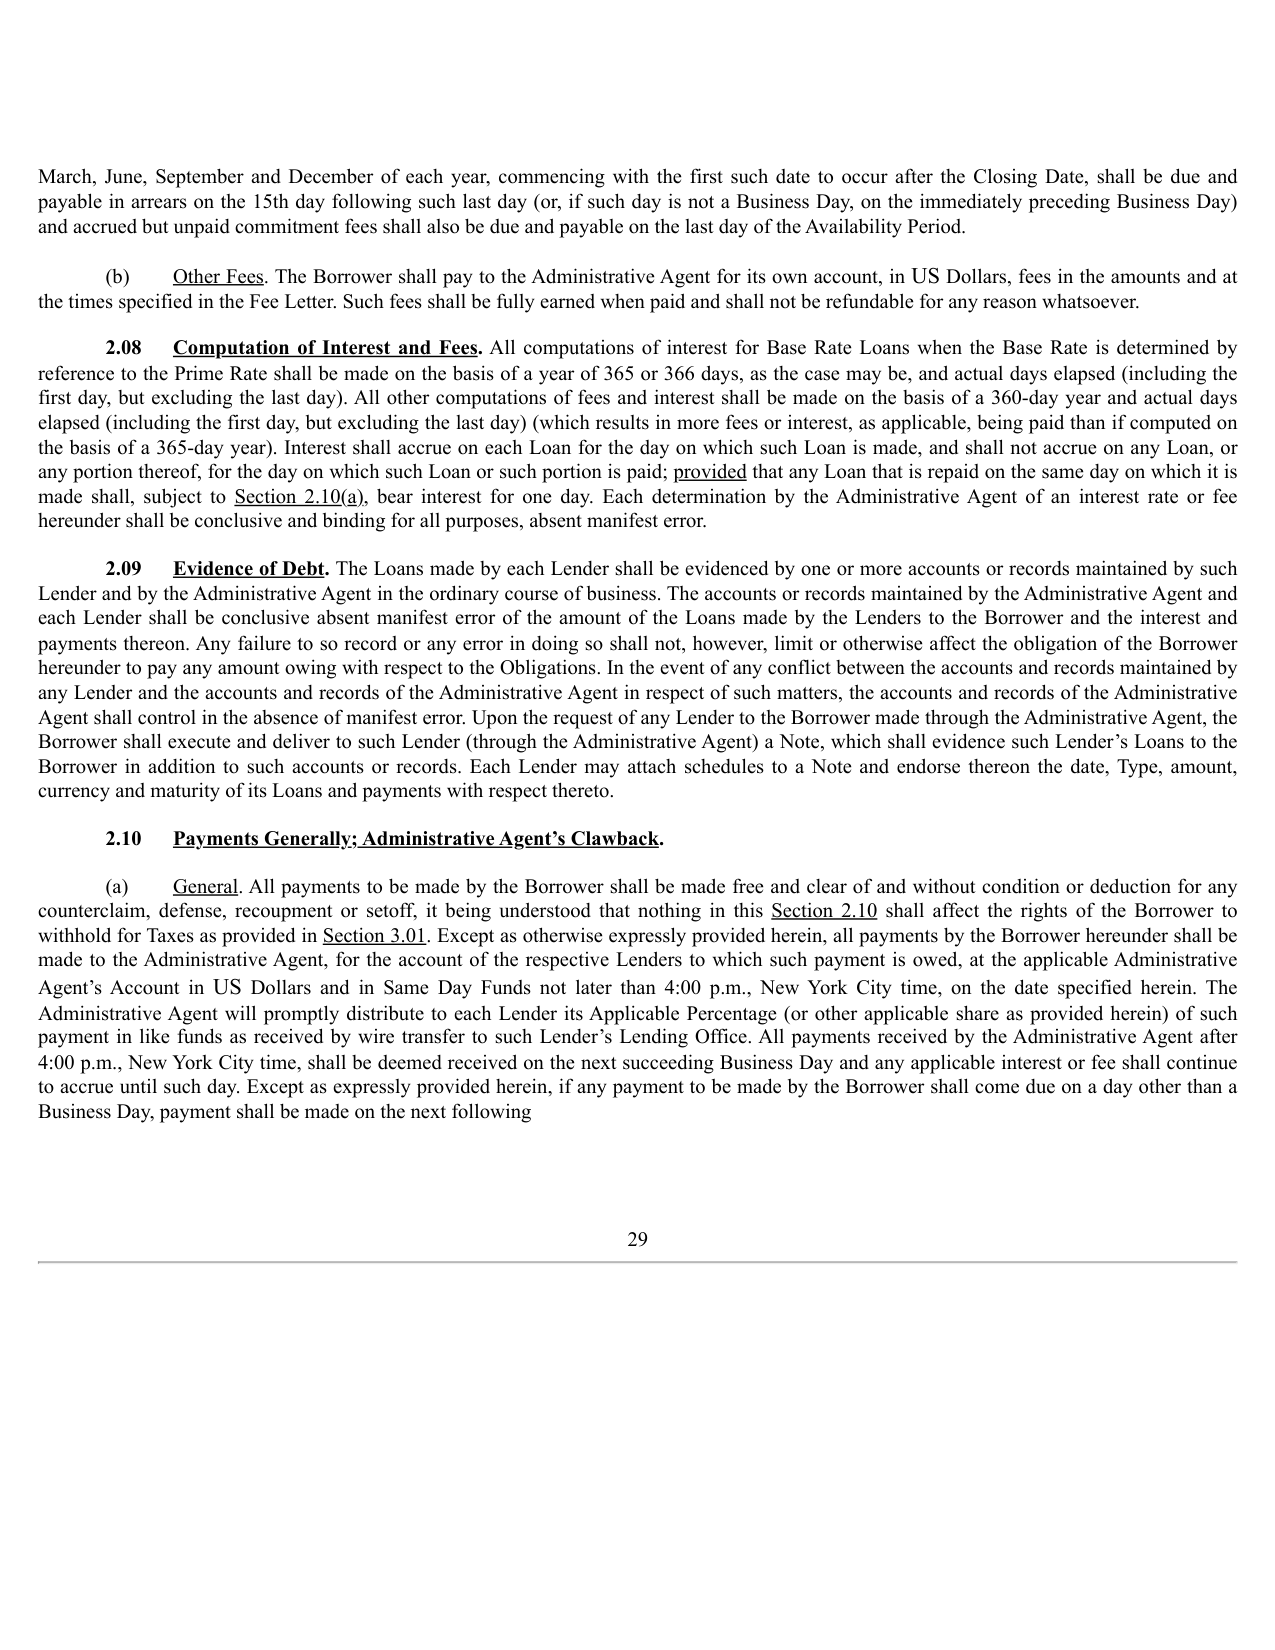 March, June, September and December of each year, commencing with the first such date to occur after the Closing Date, shall be due and
payable in arrears on the 15th day following such last day (or, if such day is not a Business Day, on the immediately preceding Business Day)
and accrued but unpaid commitment fees shall also be due and payable on the last day of the Availability Period.
(b) Other Fees. The Borrower shall pay to the Administrative Agent for its own account, in US Dollars, fees in the amounts and at
the times specified in the Fee Letter. Such fees shall be fully earned when paid and shall not be refundable for any reason whatsoever.
2.08 Computation of Interest and Fees. All computations of interest for Base Rate Loans when the Base Rate is determined by
reference to the Prime Rate shall be made on the basis of a year of 365 or 366 days, as the case may be, and actual days elapsed (including the
first day, but excluding the last day). All other computations of fees and interest shall be made on the basis of a 360-day year and actual days
elapsed (including the first day, but excluding the last day) (which results in more fees or interest, as applicable, being paid than if computed on
the basis of a 365-day year). Interest shall accrue on each Loan for the day on which such Loan is made, and shall not accrue on any Loan, or
any portion thereof, for the day on which such Loan or such portion is paid; provided that any Loan that is repaid on the same day on which it is
made shall, subject to Section 2.10(a), bear interest for one day. Each determination by the Administrative Agent of an interest rate or fee
hereunder shall be conclusive and binding for all purposes, absent manifest error.
2.09 Evidence of Debt. The Loans made by each Lender shall be evidenced by one or more accounts or records maintained by such
Lender and by the Administrative Agent in the ordinary course of business. The accounts or records maintained by the Administrative Agent and
each Lender shall be conclusive absent manifest error of the amount of the Loans made by the Lenders to the Borrower and the interest and
payments thereon. Any failure to so record or any error in doing so shall not, however, limit or otherwise affect the obligation of the Borrower
hereunder to pay any amount owing with respect to the Obligations. In the event of any conflict between the accounts and records maintained by
any Lender and the accounts and records of the Administrative Agent in respect of such matters, the accounts and records of the Administrative
Agent shall control in the absence of manifest error. Upon the request of any Lender to the Borrower made through the Administrative Agent, the
Borrower shall execute and deliver to such Lender (through the Administrative Agent) a Note, which shall evidence such Lender’s Loans to the
Borrower in addition to such accounts or records. Each Lender may attach schedules to a Note and endorse thereon the date, Type, amount,
currency and maturity of its Loans and payments with respect thereto.
2.10 Payments Generally; Administrative Agent’s Clawback.
(a) General. All payments to be made by the Borrower shall be made free and clear of and without condition or deduction for any
counterclaim, defense, recoupment or setoff, it being understood that nothing in this Section 2.10 shall affect the rights of the Borrower to
withhold for Taxes as provided in Section 3.01. Except as otherwise expressly provided herein, all payments by the Borrower hereunder shall be
made to the Administrative Agent, for the account of the respective Lenders to which such payment is owed, at the applicable Administrative
Agent’s Account in US Dollars and in Same Day Funds not later than 4:00 p.m., New York City time, on the date specified herein. The
Administrative Agent will promptly distribute to each Lender its Applicable Percentage (or other applicable share as provided herein) of such
payment in like funds as received by wire transfer to such Lender’s Lending Office. All payments received by the Administrative Agent after
4:00 p.m., New York City time, shall be deemed received on the next succeeding Business Day and any applicable interest or fee shall continue
to accrue until such day. Except as expressly provided herein, if any payment to be made by the Borrower shall come due on a day other than a
Business Day, payment shall be made on the next following
29